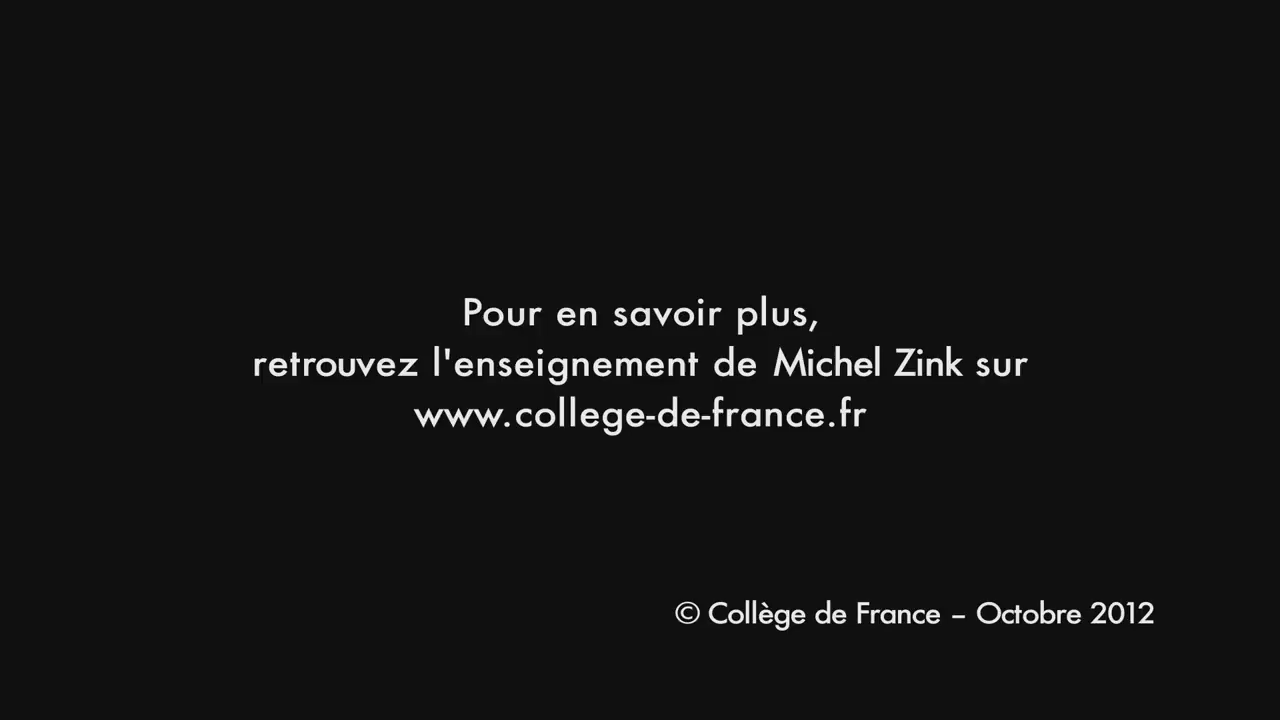 Pour en savoir plus,
retrouvez l'enseignement de Michel Zink sur
www.college-de-france.fr
© Collège de France – Octobre 2012